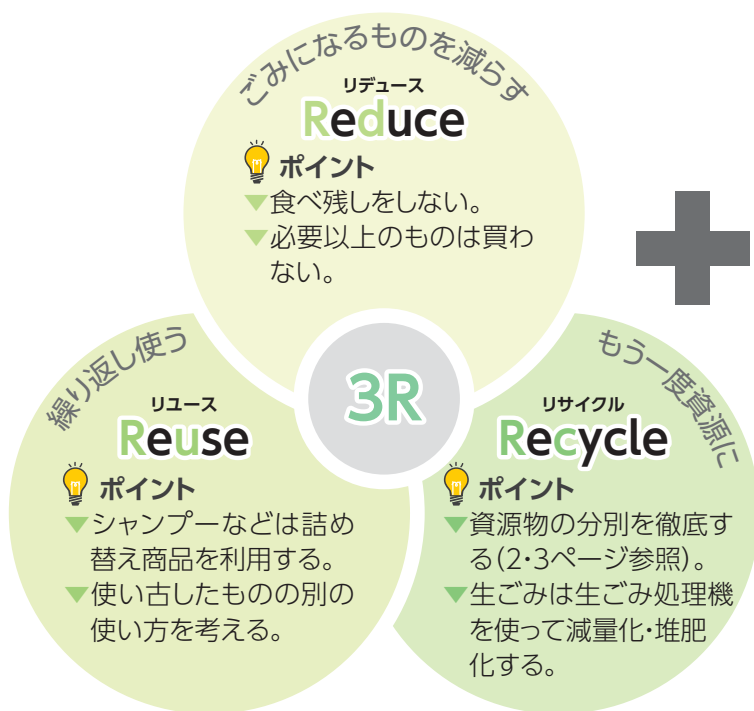 ごみになるものを減らす
リデュース
Reduce
ポイント
▼食べ残しをしない。
▼必要以上のものは買わ
ない。
3R
繰り返し使う
リユース
Reuse
ポイント
▼シャンプーなどは詰め
替え商品を利用する。
▼使い古したものの別の
使い方を考える。
もう一度資源に
リサイクル
Recycle
ポイント
▼資源物の分別を徹底す
る(2・3ページ参照)。
▼生ごみは生ごみ処理機
を使って減量化・堆肥
化する。